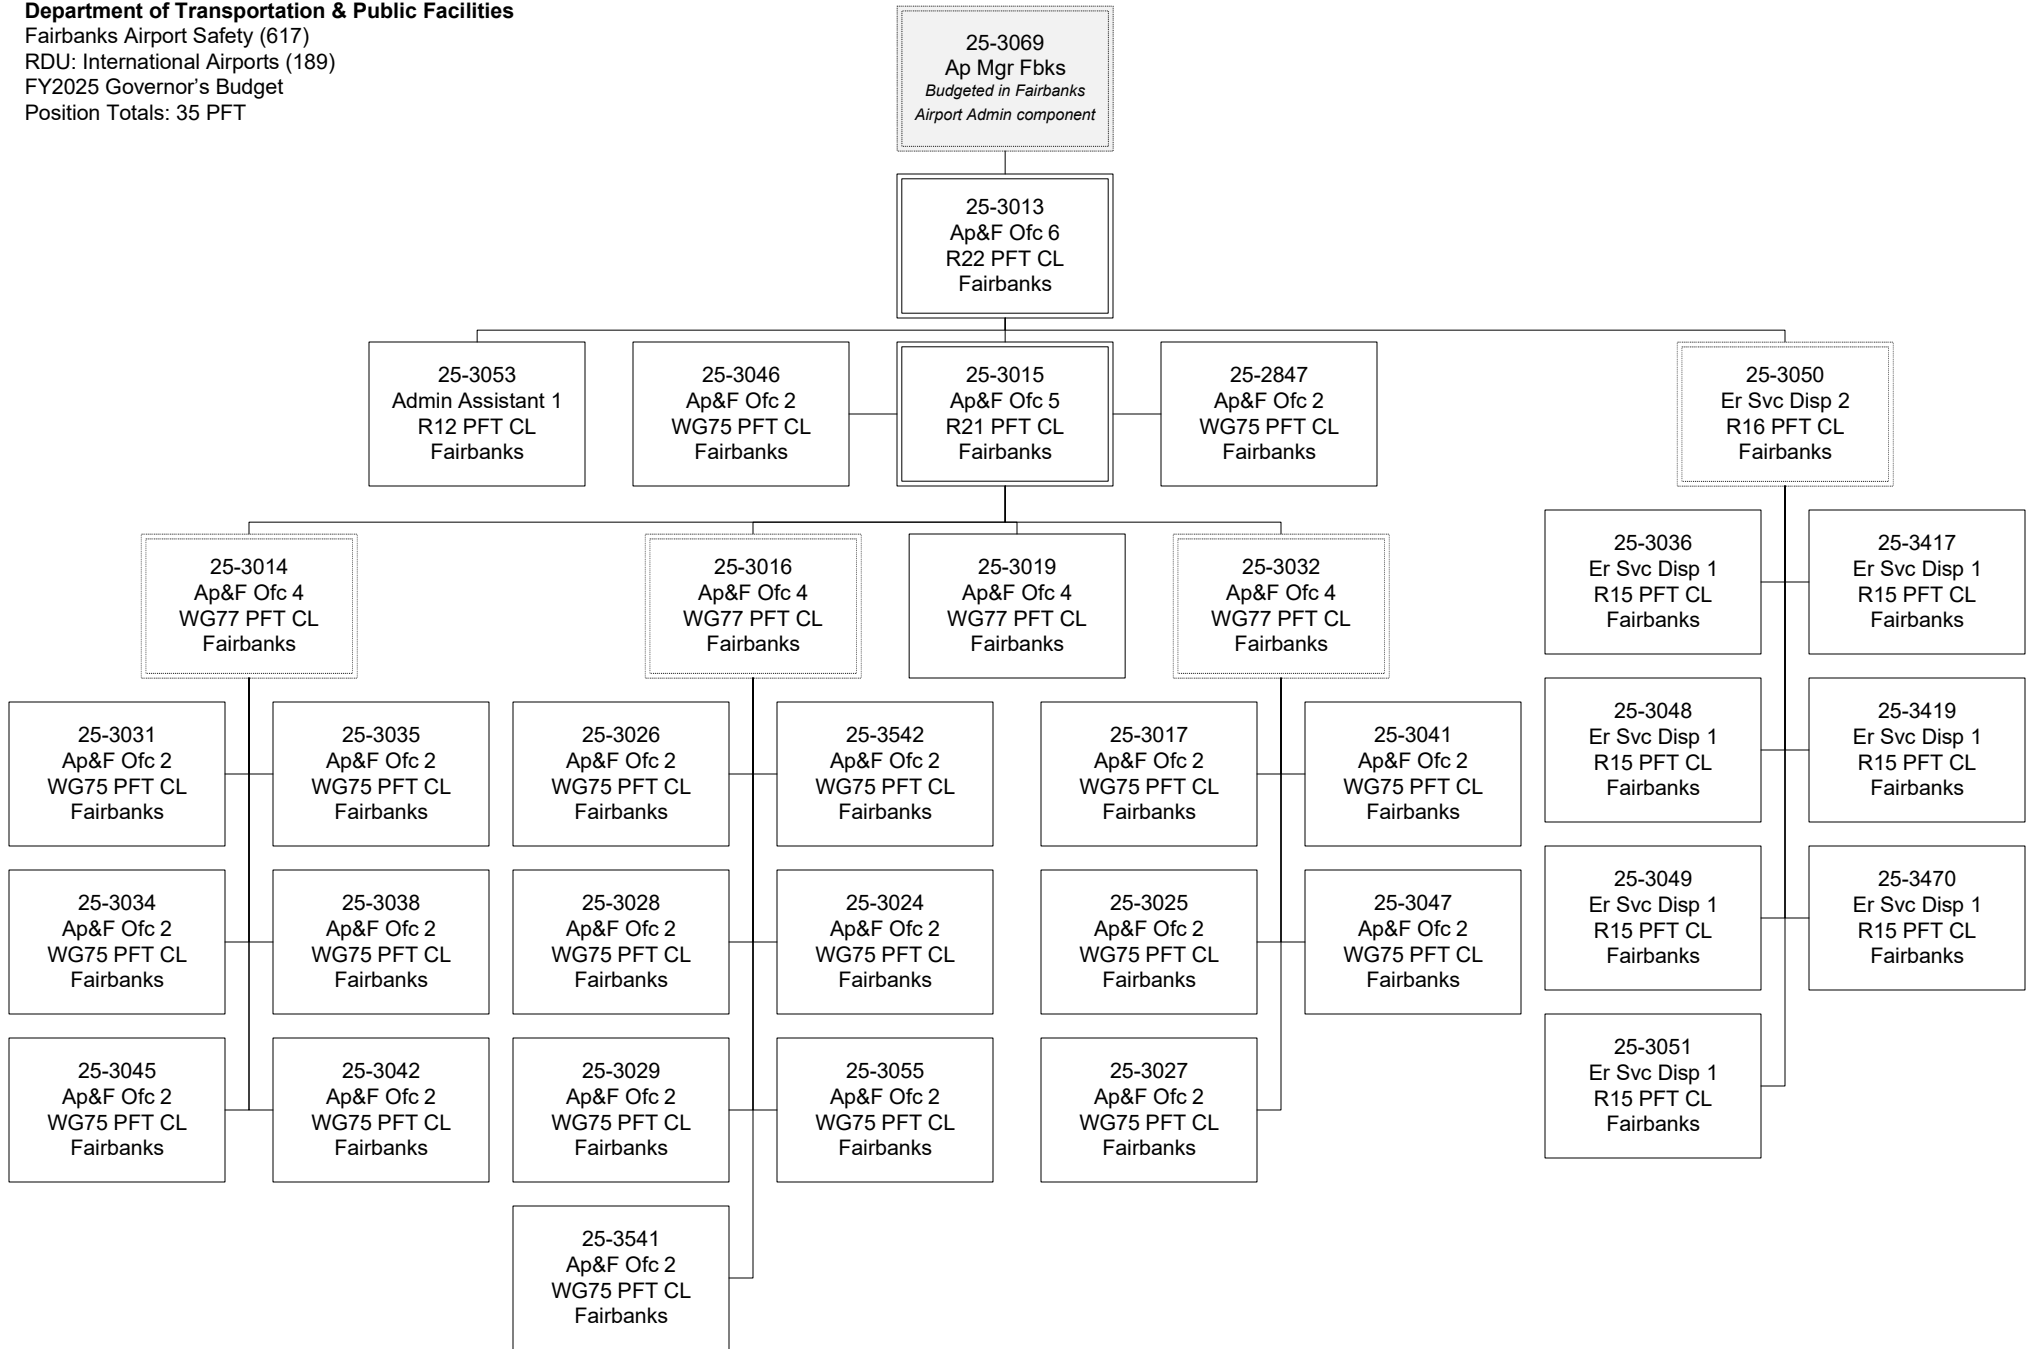 Department of Transportation & Public Facilities
Fairbanks Airport Safety (617)
RDU: International Airports (189)
FY2025 Governor’s Budget
Position Totals: 35 PFT
25-3069
Ap Mgr Fbks
Budgeted in Fairbanks
Airport Admin component
25-3013
Ap&F Ofc 6
R22 PFT CL
Fairbanks
25-3053
Admin Assistant 1
R12 PFT CL
Fairbanks
25-3046
Ap&F Ofc 2
WG75 PFT CL
Fairbanks
25-3015
Ap&F Ofc 5
R21 PFT CL
Fairbanks
25-2847
Ap&F Ofc 2
WG75 PFT CL
Fairbanks
25-3050
Er Svc Disp 2
R16 PFT CL
Fairbanks
25-3014
Ap&F Ofc 4
WG77 PFT CL
Fairbanks
25-3016
Ap&F Ofc 4
WG77 PFT CL
Fairbanks
25-3019
Ap&F Ofc 4
WG77 PFT CL
Fairbanks
25-3032
Ap&F Ofc 4
WG77 PFT CL
Fairbanks
25-3036
Er Svc Disp 1
R15 PFT CL
Fairbanks
25-3417
Er Svc Disp 1
R15 PFT CL
Fairbanks
25-3031
Ap&F Ofc 2
WG75 PFT CL
Fairbanks
25-3035
Ap&F Ofc 2
WG75 PFT CL
Fairbanks
25-3026
Ap&F Ofc 2
WG75 PFT CL
Fairbanks
25-3542
Ap&F Ofc 2
WG75 PFT CL
Fairbanks
25-3017
Ap&F Ofc 2
WG75 PFT CL
Fairbanks
25-3041
Ap&F Ofc 2
WG75 PFT CL
Fairbanks
25-3048
Er Svc Disp 1
R15 PFT CL
Fairbanks
25-3419
Er Svc Disp 1
R15 PFT CL
Fairbanks
25-3034
Ap&F Ofc 2
WG75 PFT CL
Fairbanks
25-3038
Ap&F Ofc 2
WG75 PFT CL
Fairbanks
25-3028
Ap&F Ofc 2
WG75 PFT CL
Fairbanks
25-3024
Ap&F Ofc 2
WG75 PFT CL
Fairbanks
25-3025
Ap&F Ofc 2
WG75 PFT CL
Fairbanks
25-3047
Ap&F Ofc 2
WG75 PFT CL
Fairbanks
25-3049
Er Svc Disp 1
R15 PFT CL
Fairbanks
25-3470
Er Svc Disp 1
R15 PFT CL
Fairbanks
25-3045
Ap&F Ofc 2
WG75 PFT CL
Fairbanks
25-3042
Ap&F Ofc 2
WG75 PFT CL
Fairbanks
25-3029
Ap&F Ofc 2
WG75 PFT CL
Fairbanks
25-3055
Ap&F Ofc 2
WG75 PFT CL
Fairbanks
25-3027
Ap&F Ofc 2
WG75 PFT CL
Fairbanks
25-3051
Er Svc Disp 1
R15 PFT CL
Fairbanks
25-3541
Ap&F Ofc 2
WG75 PFT CL
Fairbanks